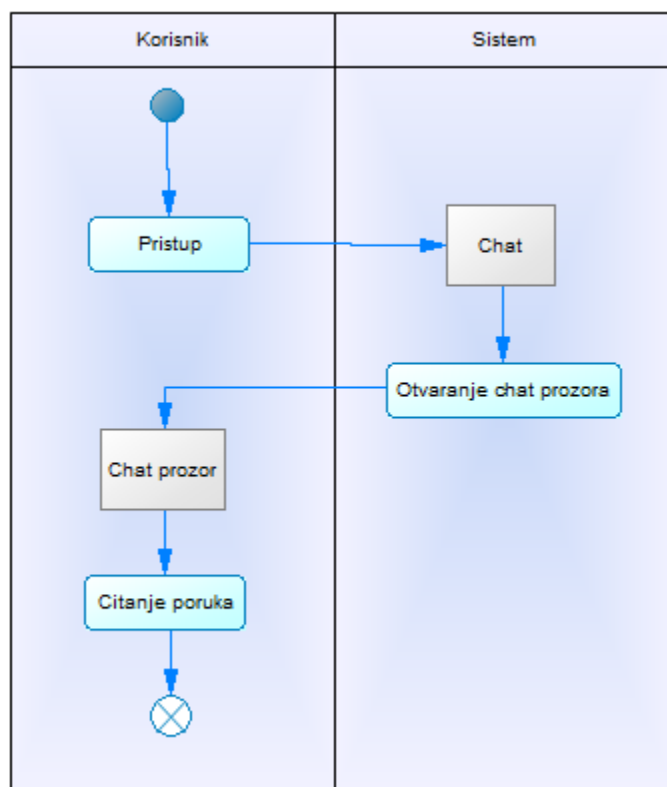 Korisnik
Sistem
Pristup
Chat
Otvaranje chat prozora
Chat prozor
Citanje poruka